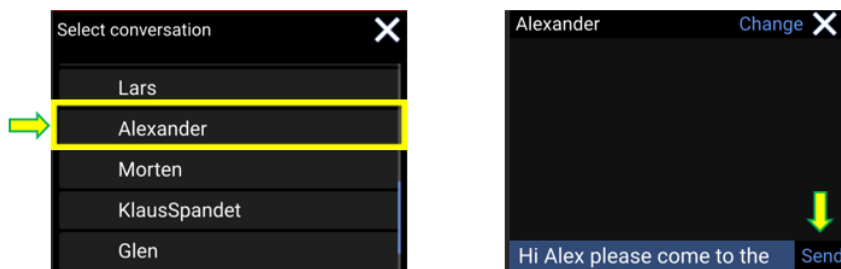 Select conversation
Lars
Alexander
Morten
KlausSpandet
Glen
Alexander Change
Hi Alex please come to the Send